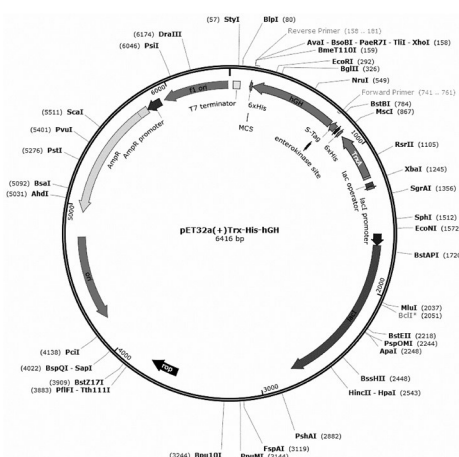 (57) StyI
BlpI (80)
Reverse Primer (158 .. 181)
AvaI - BsoBI - PaeR7I - TliI - XhoI (158)
BmeT110I (159)
EcoRI (292)
BglII (326)
NruI (549)
Forward Primer (741 .. 761)
BstBI (784)
MscI (867)
RsrII (1105)
XbaI (1245)
SgrAI (1356)
SphI (1512)
EcoNI (1572)
BstAPI (1720)
MluI (2037)
BclI* (2051)
BstEII (2218)
PspOMI (2244)
ApaI (2248)
BssHII (2448)
HincII - HpaI (2543)
PshAI (2882)
FspAI (3119)
PpuMI (3144)
(3244) Bpu10I
(3883) PflFI - Tth111I
(3909) BstZ17I
(4022) BspQI - SapI
(4138) PciI
(5031) AhdI
(5092) BsaI
(5276) PstI
(5401) PvuI
(5511) ScaI
(6046) PsiI
(6174) DraIII
f1 ori
T7 terminator
6xHis
MCS
hGH
S-Tag
6xHis
enterokinase site
TrxA
lac operator
lacI promoter
AmpR promoter
AmpR
ori
rop
1000
2000
3000
4000
5000
6000
pET32a(+)Trx-His-hGH
6416 bp